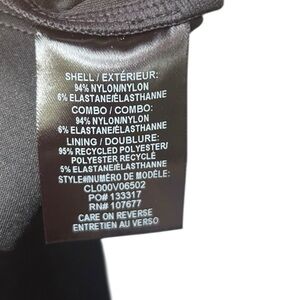 SHELL / EXTÉRIEUR:
94% NYLON/NYLON
6% ELASTANE/ÉLASTHANNE
COMBO / COMBO:
94% NYLON/NYLON
6% ELASTANE/ÉLASTHANNE
LINING / DOUBLURE:
95% RECYCLED POLYESTER/
POLYESTER RECYCLÉ
5% ELASTANE/ÉLASTHANNE
STYLE#/NUMÉRO DE MODÈLE:
CL000V06502
PO# 133317
RN# 107677
CARE ON REVERSE
ENTRETIEN AU VERSO